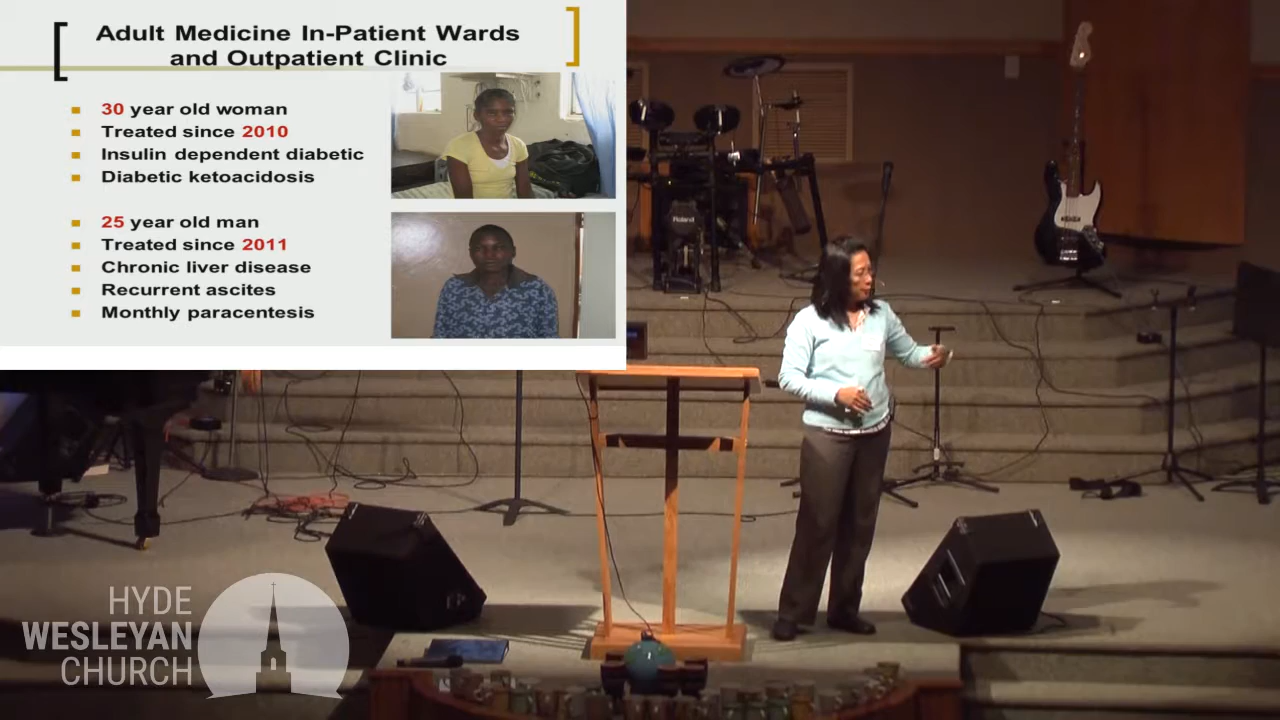 Adult Medicine In-Patient Wards
and Outpatient Clinic
30 year old woman
Treated since 2010
Insulin dependent diabetic
Diabetic ketoacidosis
25 year old man
Treated since 2011
Chronic liver disease
Recurrent ascites
Monthly paracentesis
Roland
HYDE
WESLEYAN
CHURCH